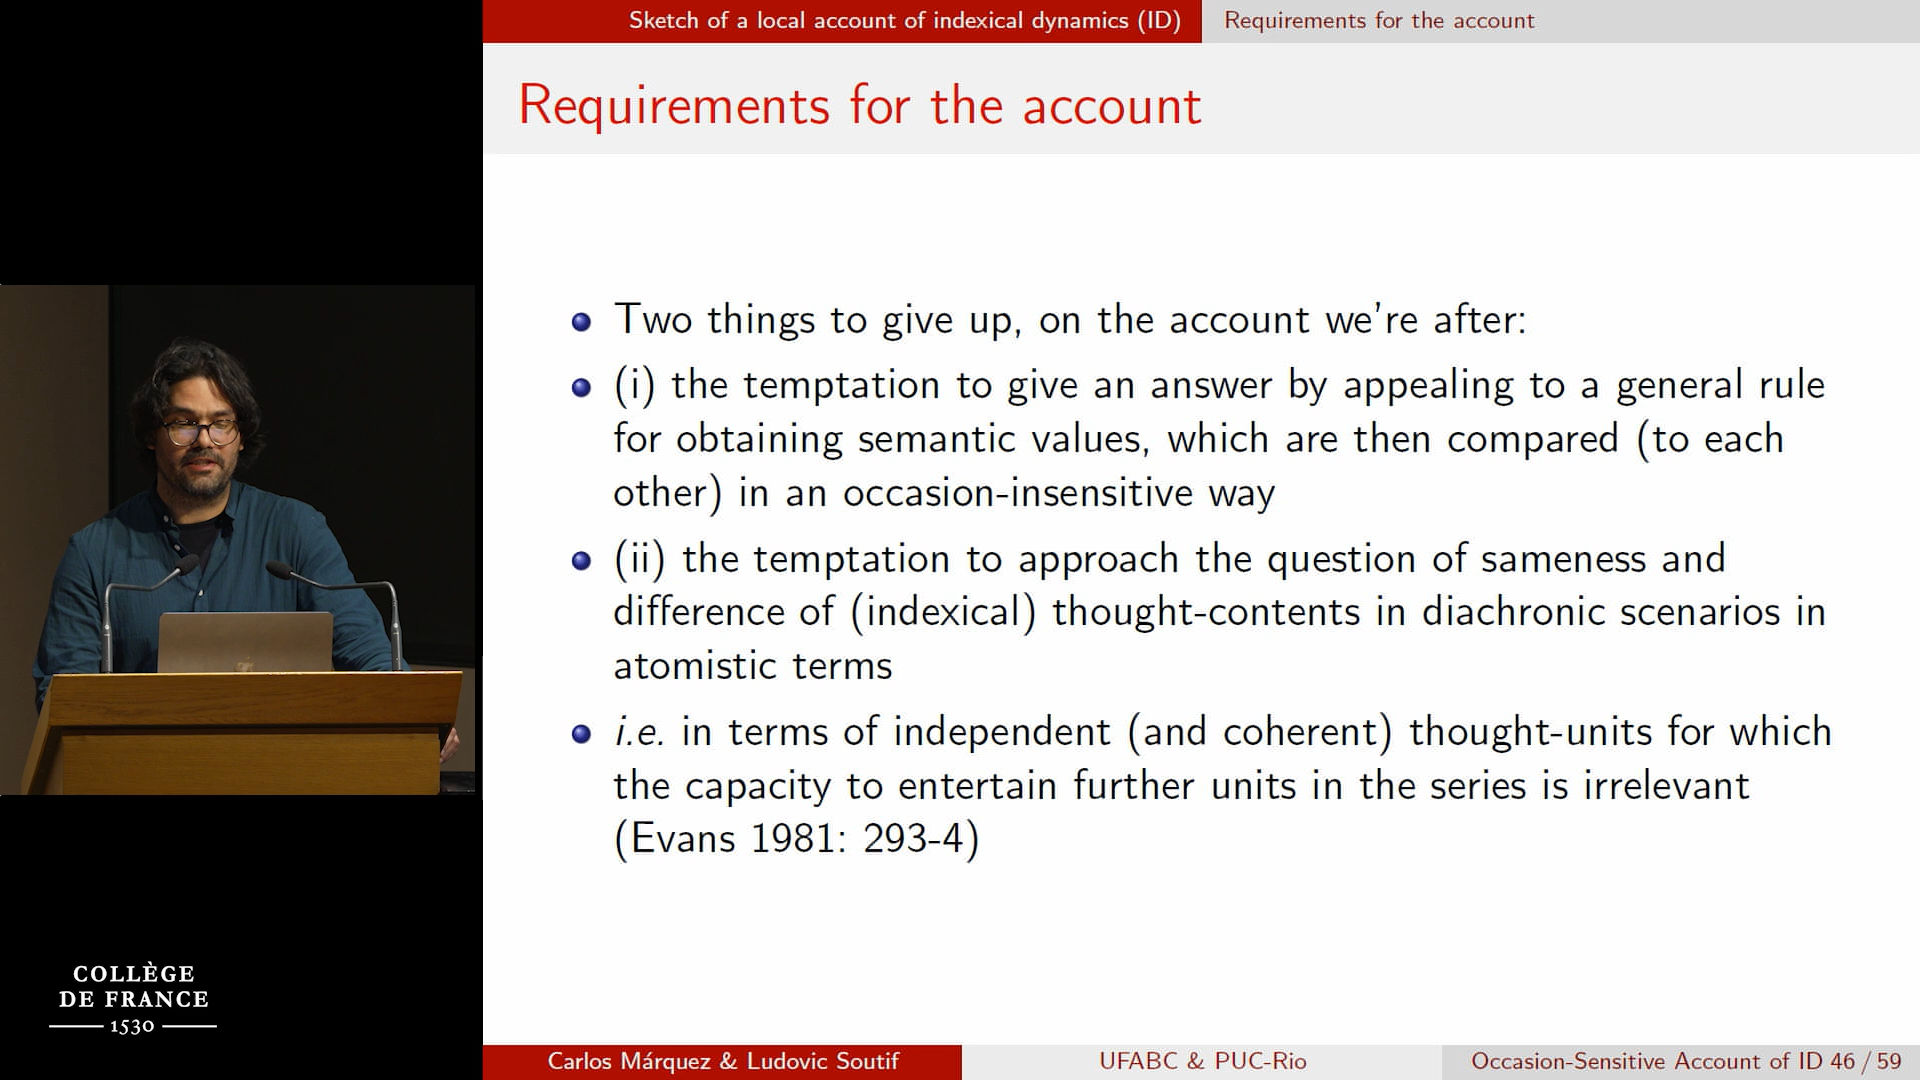 Sketch of a local account of indexical dynamics (ID)
Requirements for the account
Requirements for the account
Two things to give up, on the account we're after:
(i) the temptation to give an answer by appealing to a general rule
for obtaining semantic values, which are then compared (to each
other) in an occasion-insensitive way
(ii) the temptation to approach the question of sameness and
difference of (indexical) thought-contents in diachronic scenarios in
atomistic terms
i.e. in terms of independent (and coherent) thought-units for which
the capacity to entertain further units in the series is irrelevant
(Evans 1981: 293-4)
COLLÈGE
DE FRANCE
1530
Carlos Márquez & Ludovic Soutif
UFABC & PUC-Rio
Occasion-Sensitive Account of ID 46 / 59